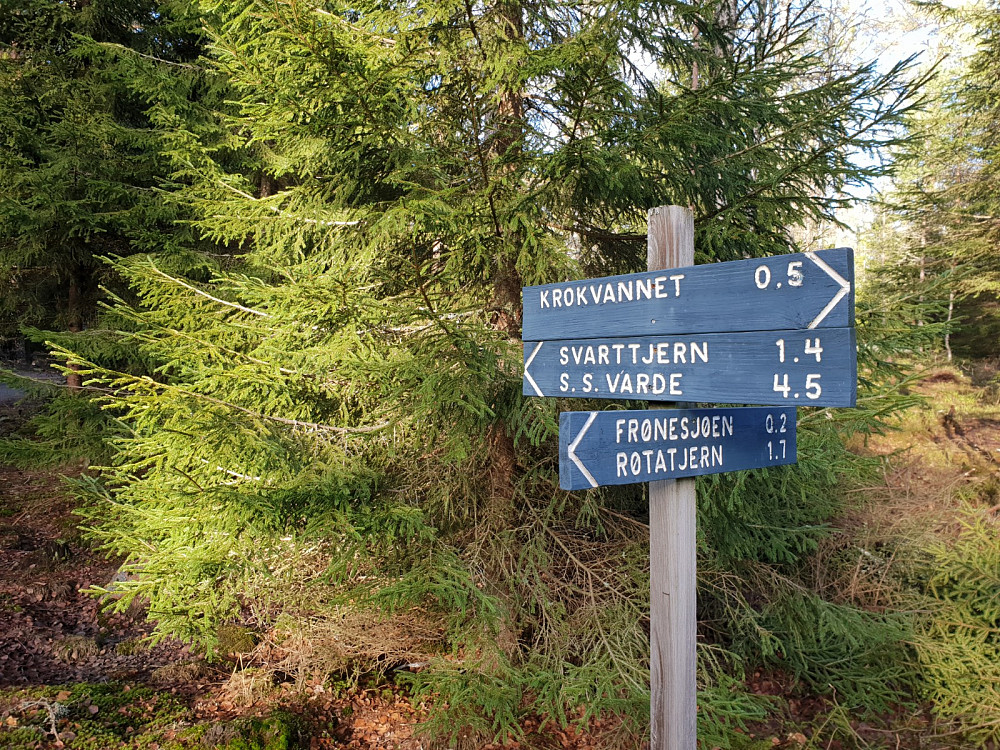 KROKVANNET 0.5
SVARTTJERN 1.4
S. S. VARDE 4.5
FRØNESJØEN 0.2
RØTATJERN 1.7